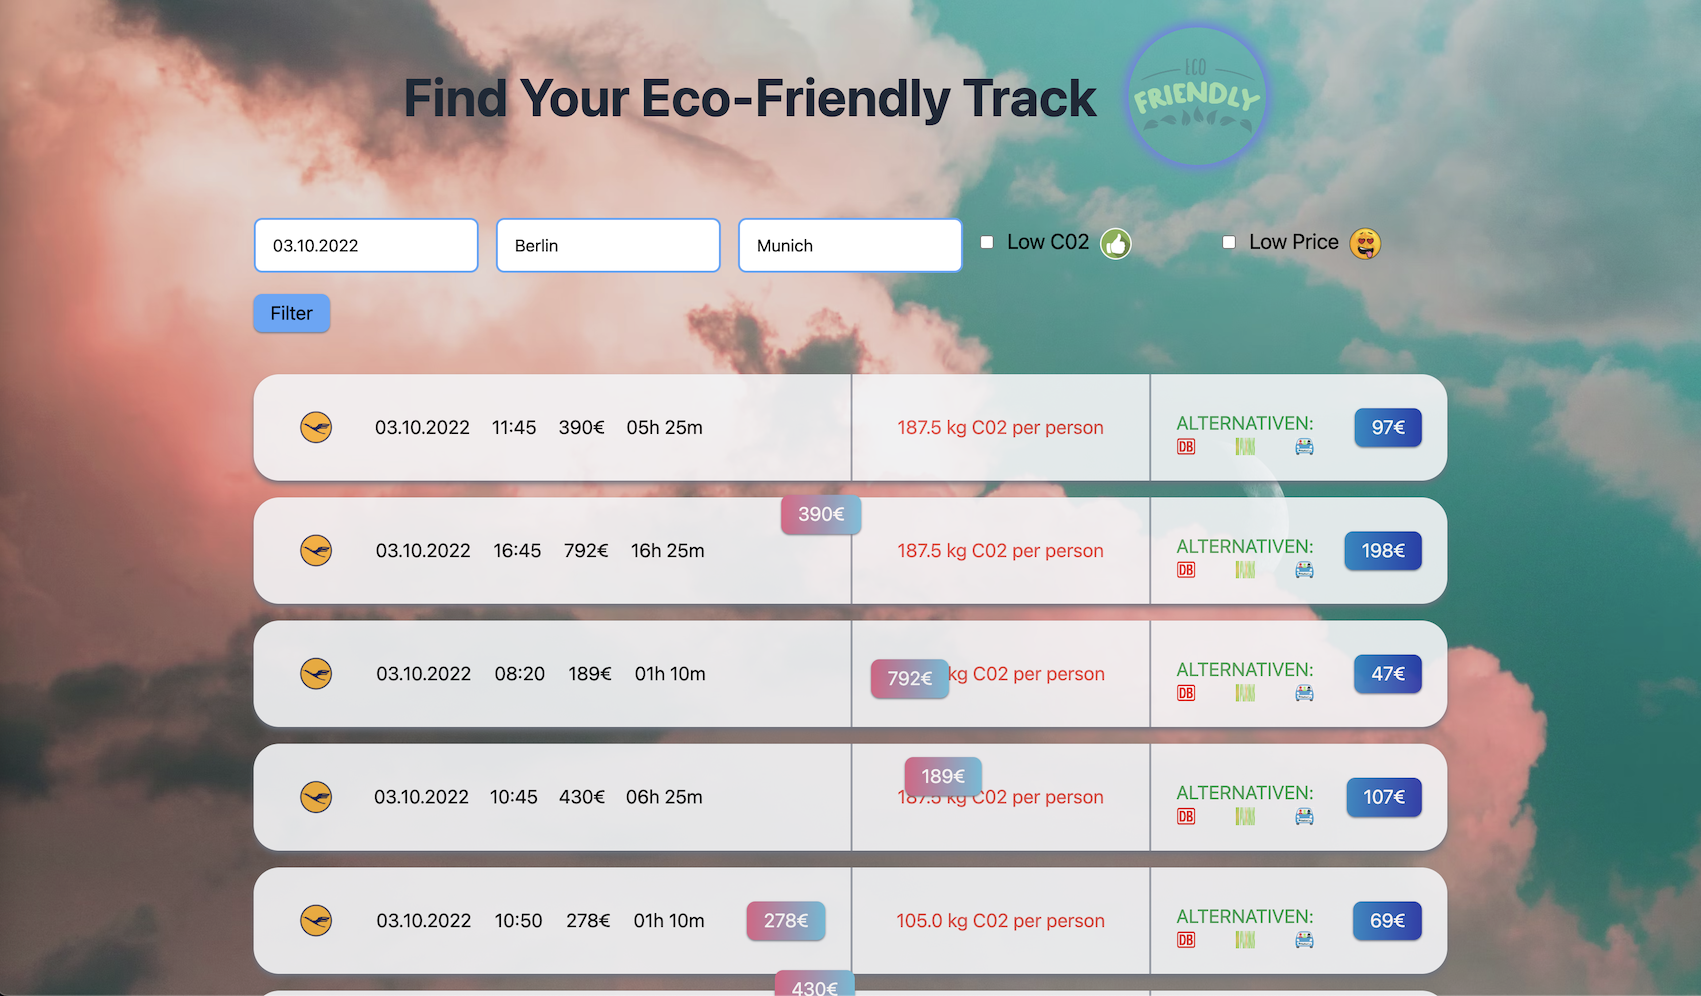 Find Your Eco-Friendly Track
ECO
FRIENDLY
03.10.2022 Berlin Munich Low C02 Low Price
Filter
03.10.2022 11:45 390€ 05h 25m 187.5 kg C02 per person ALTERNATIVEN: 97€
DB
390€
03.10.2022 16:45 792€ 16h 25m 187.5 kg C02 per person ALTERNATIVEN: 198€
DB
03.10.2022 08:20 189€ 01h 10m 792€ kg C02 per person ALTERNATIVEN: 47€
DB
189€
03.10.2022 10:45 430€ 06h 25m 187.5 kg C02 per person ALTERNATIVEN: 107€
DB
03.10.2022 10:50 278€ 01h 10m 278€ 105.0 kg C02 per person ALTERNATIVEN: 69€
DB
430€